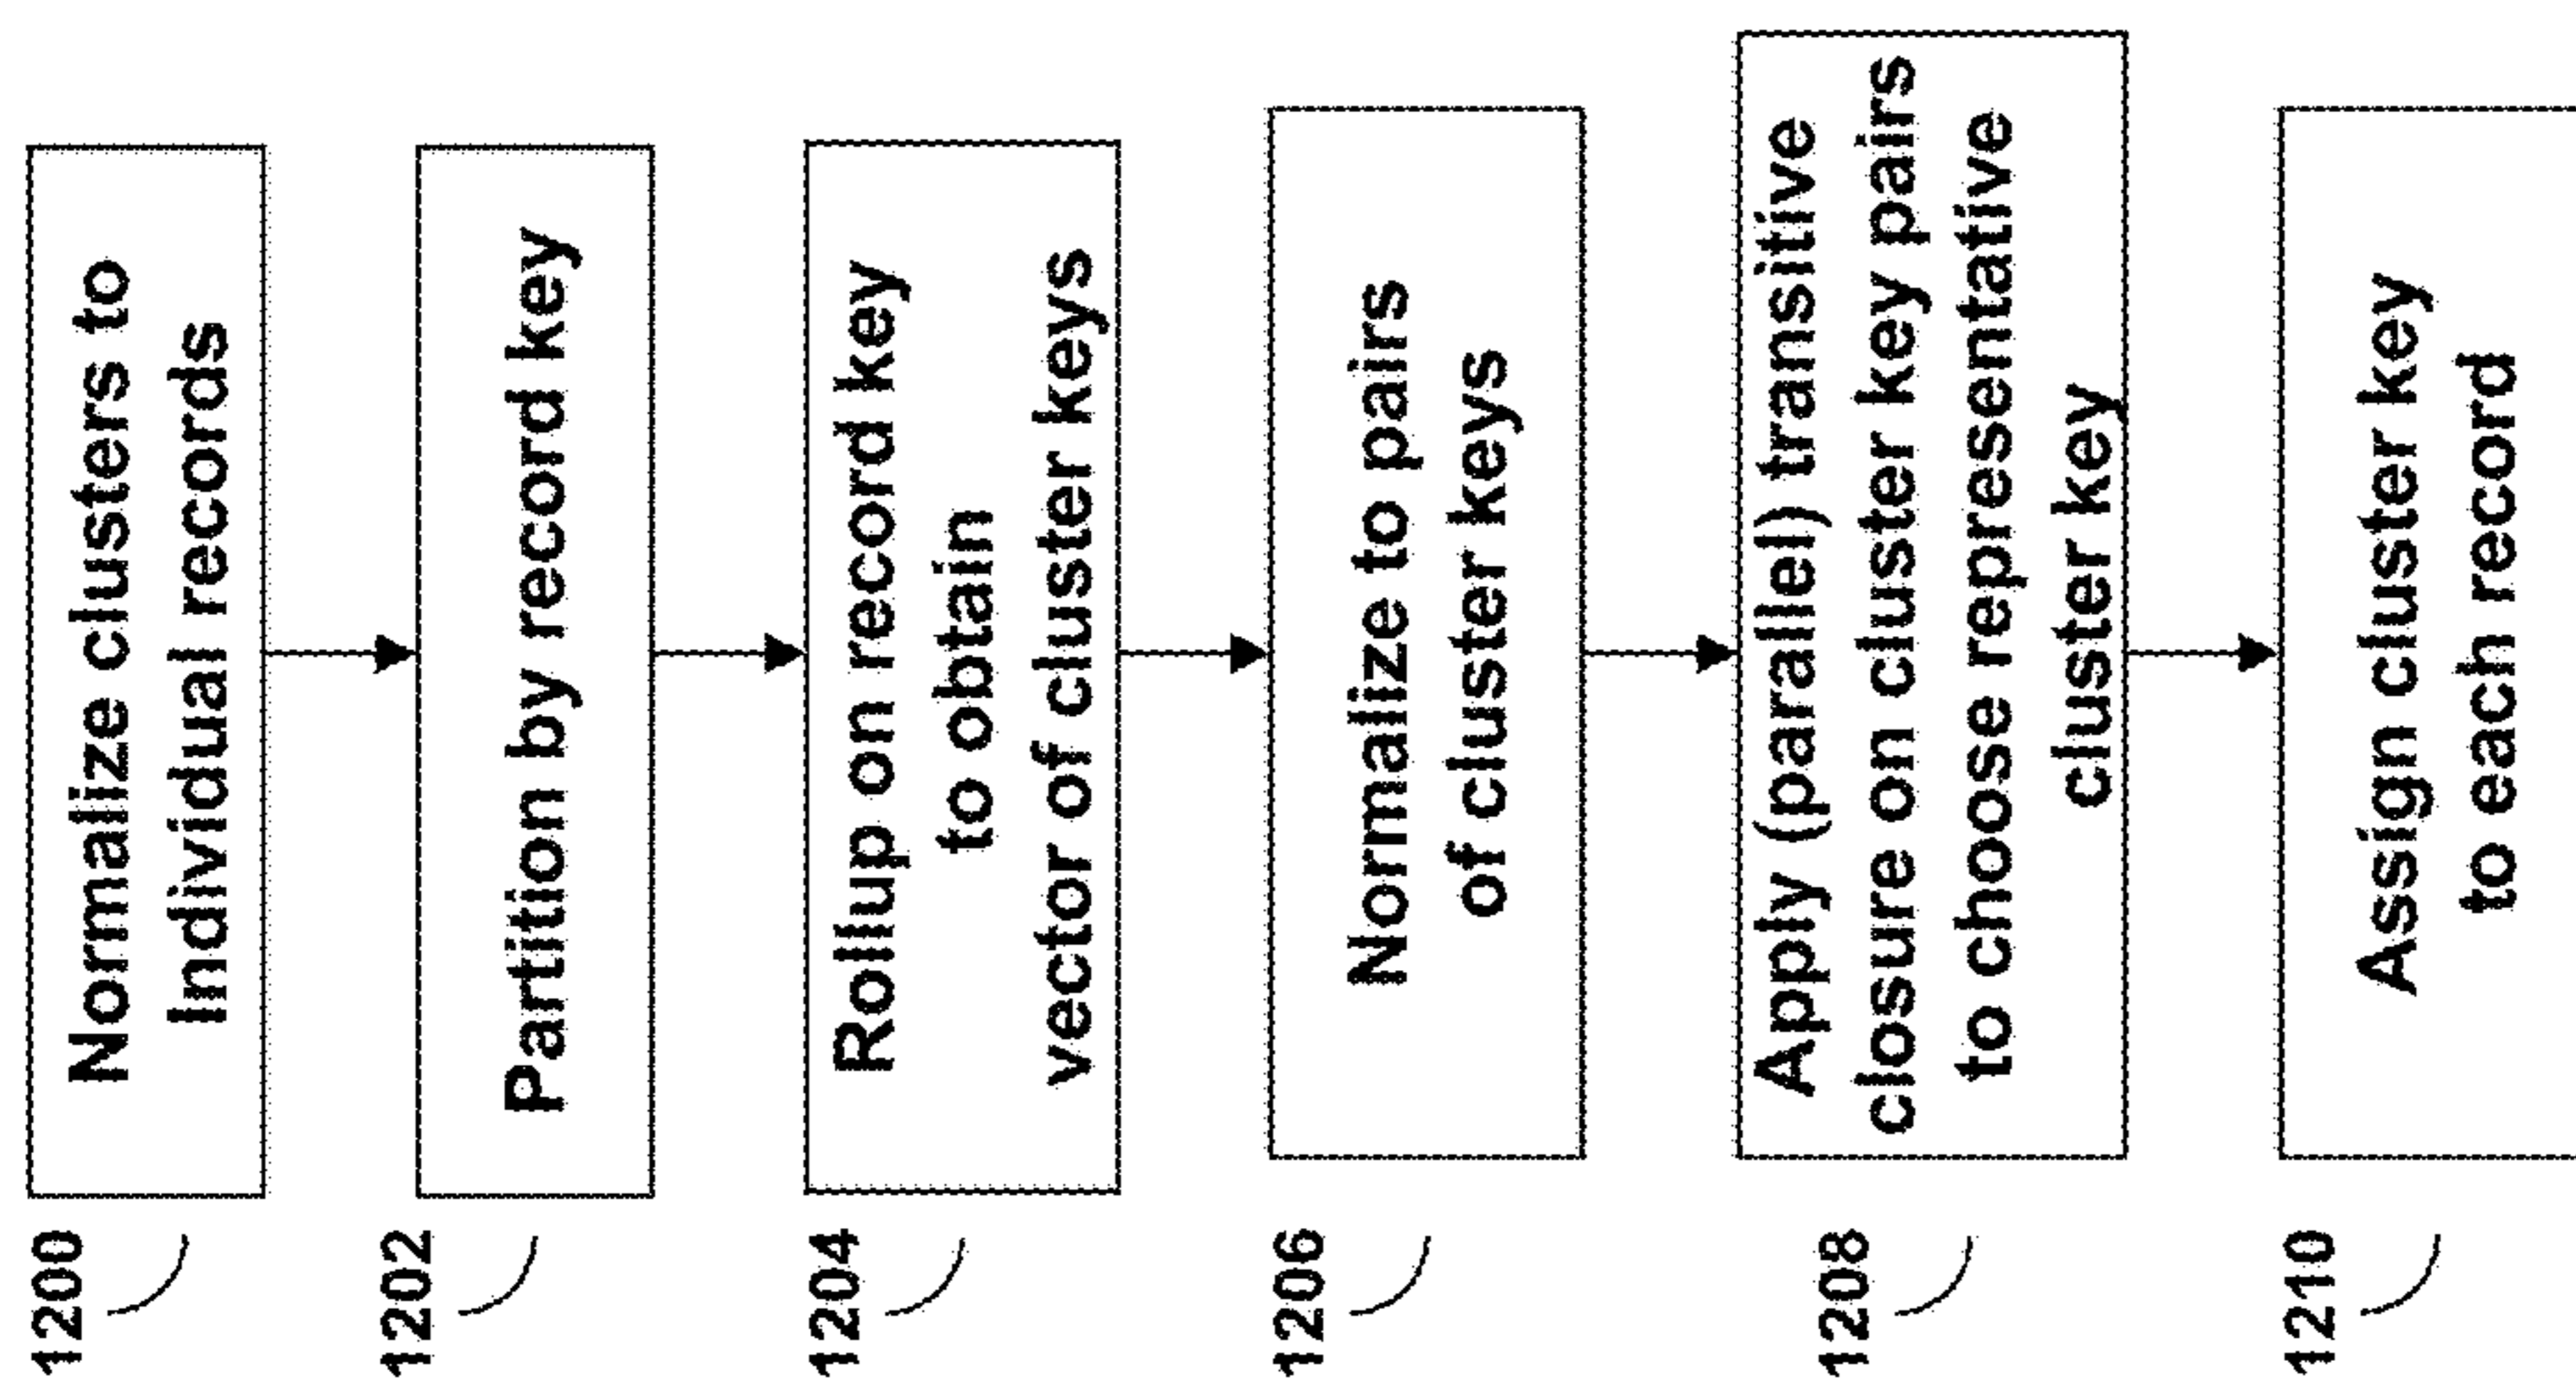 1200
Normalize clusters to
Individual records
1202
Partition by record key
1204
Rollup on record key
to obtain
vector of cluster keys
1206
Normalize to pairs
of cluster keys
1208
Apply (parallel) transitive
closure on cluster key pairs
to choose representative
cluster key
1210
Assign cluster key
to each record